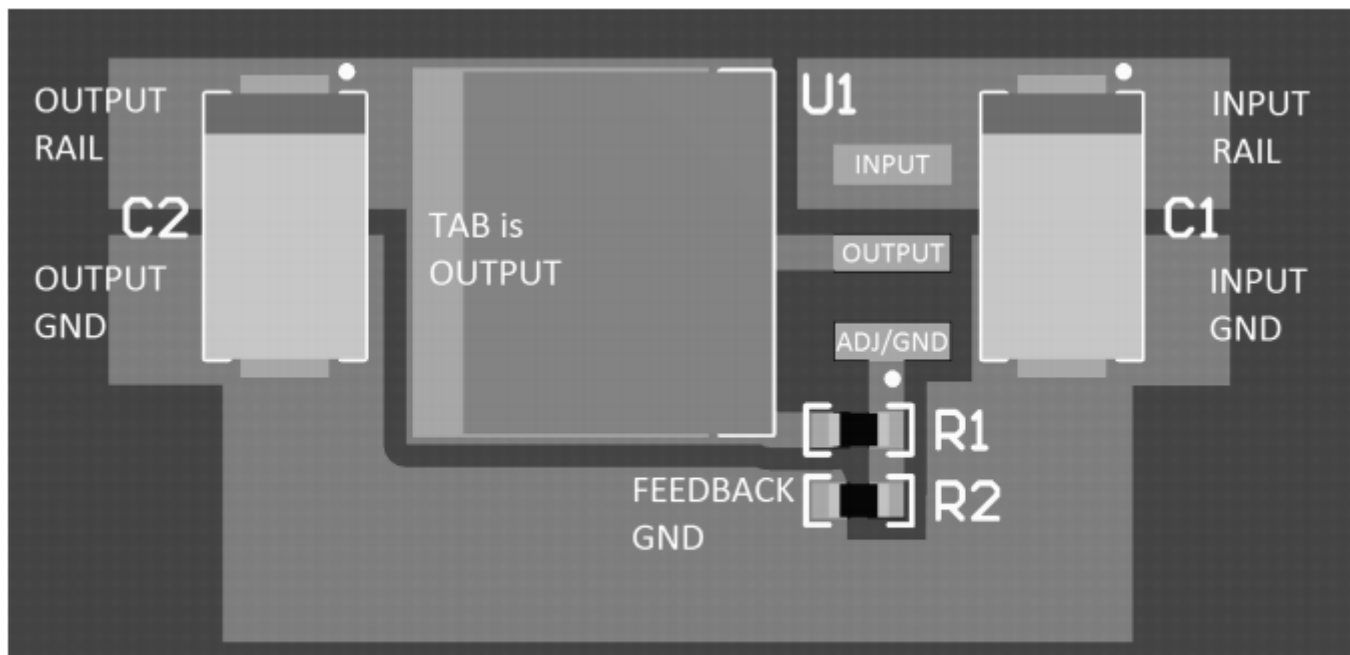 OUTPUT
RAIL
C2
OUTPUT
GND
TAB is
OUTPUT
U1
INPUT
OUTPUT
ADJ/GND
INPUT
RAIL
C1
INPUT
GND
R1
R2
FEEDBACK
GND